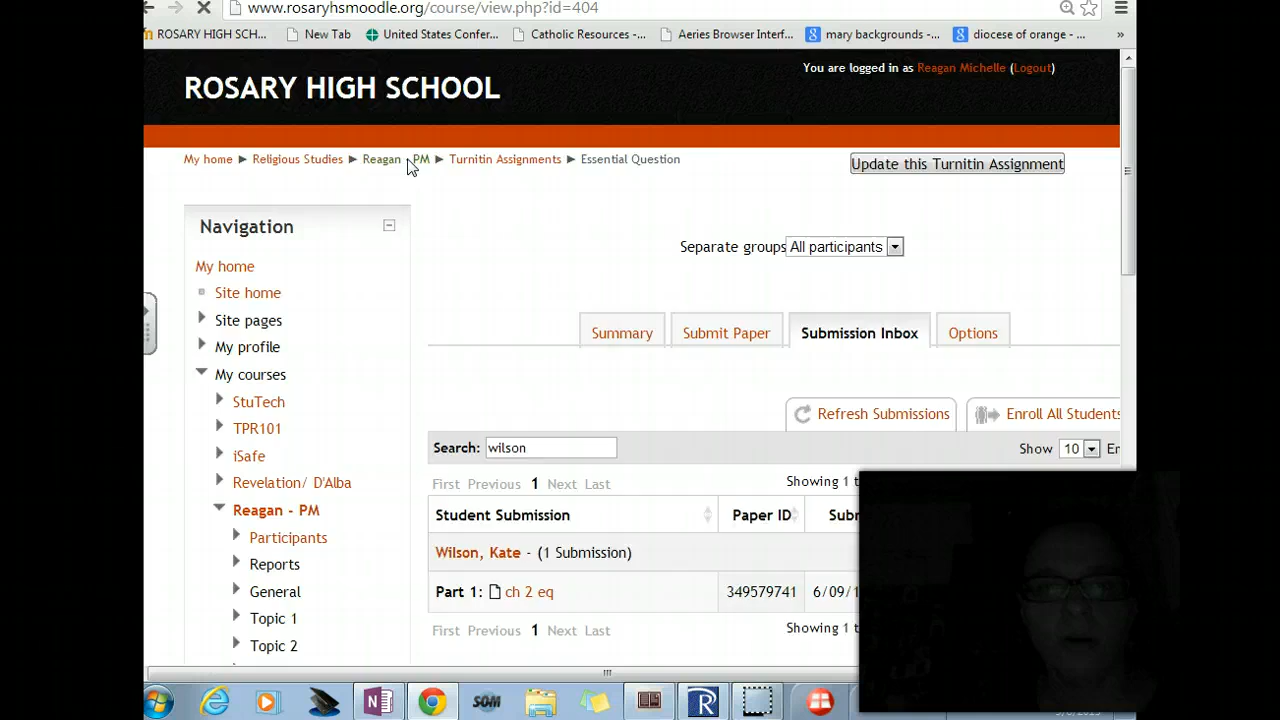 www.rosaryhsmoodle.org/course/view.php?id=404
ROSARY HIGH SCH... New Tab United States Confer... Catholic Resources -... Aeries Browser Interf... mary backgrounds -... diocese of orange - ... »
You are logged in as Reagan Michelle (Logout)
ROSARY HIGH SCHOOL
My home ► Religious Studies ► Reagan - PM ► Turnitin Assignments ► Essential Question
Update this Turnitin Assignment
Navigation
Separate groups All participants
My home
Site home
Site pages
My profile
My courses
StuTech
TPR101
iSafe
Revelation/ D'Alba
Reagan - PM
Participants
Reports
General
Topic 1
Topic 2
Summary Submit Paper Submission Inbox Options
Refresh Submissions Enroll All Students
Search: wilson Show 10 En
First Previous 1 Next Last Showing 1 t
Student Submission Paper ID Subr
Wilson, Kate - (1 Submission)
Part 1: ch 2 eq 349579741 6/09/1
First Previous 1 Next Last Showing 1 t
SOM